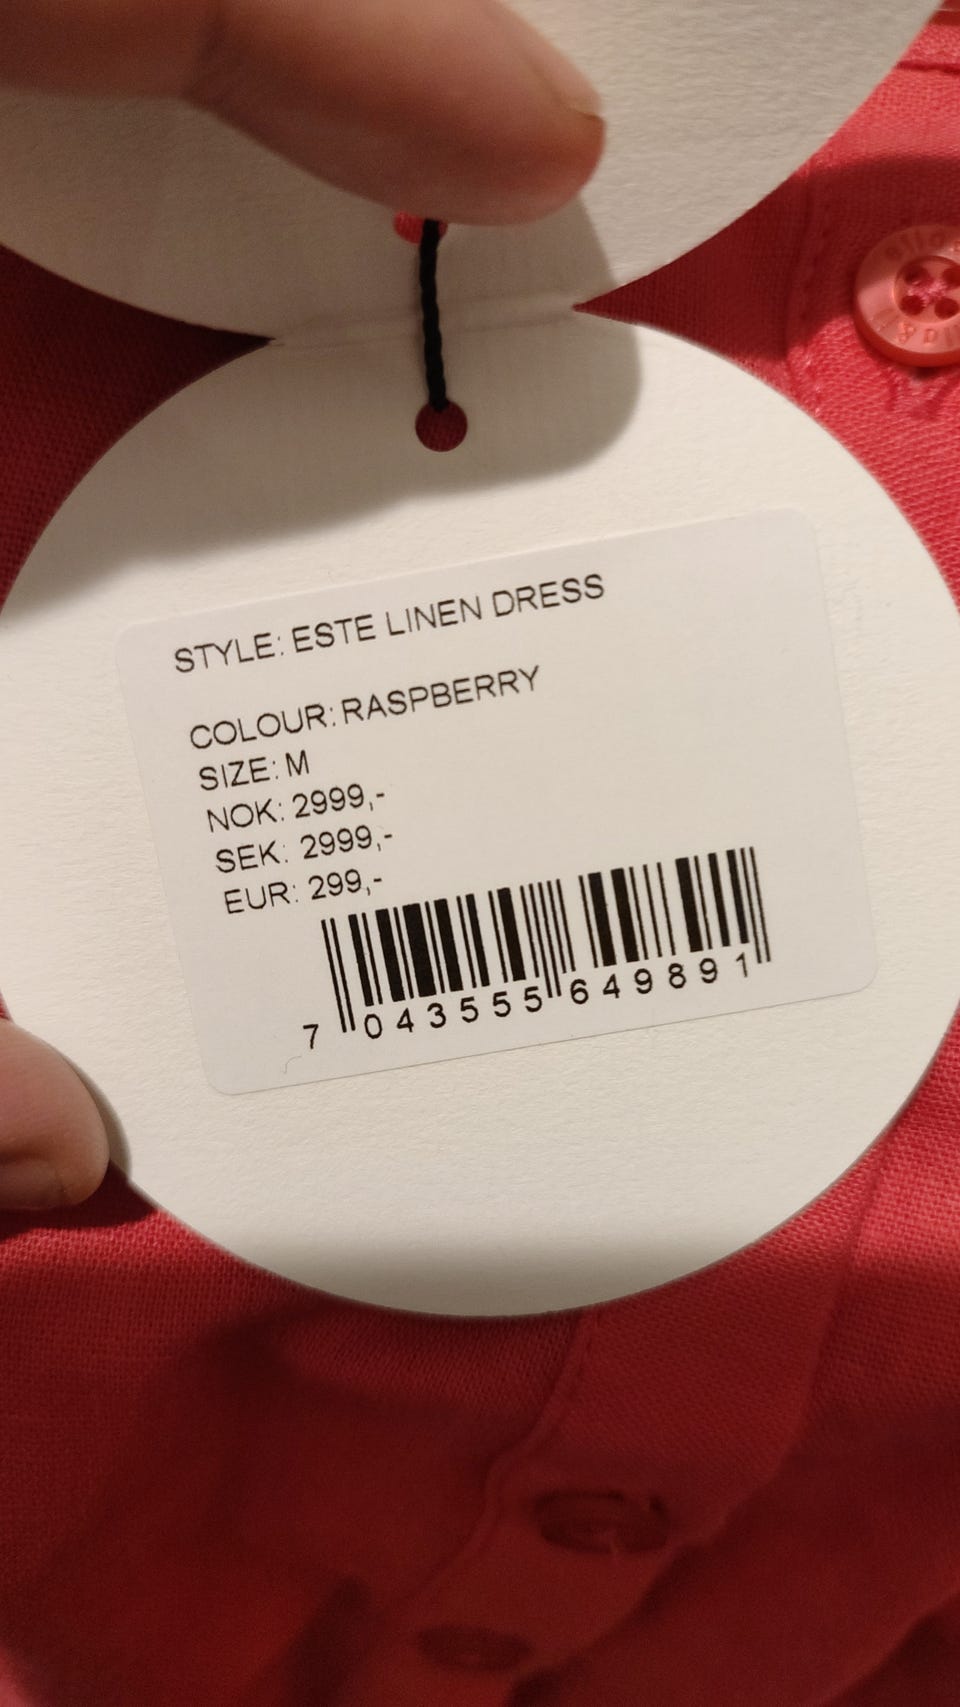 STYLE: ESTE LINEN DRESS
COLOUR: RASPBERRY
SIZE: M
NOK: 2999,-
SEK: 2999,-
EUR: 299,-
7 043555 649891